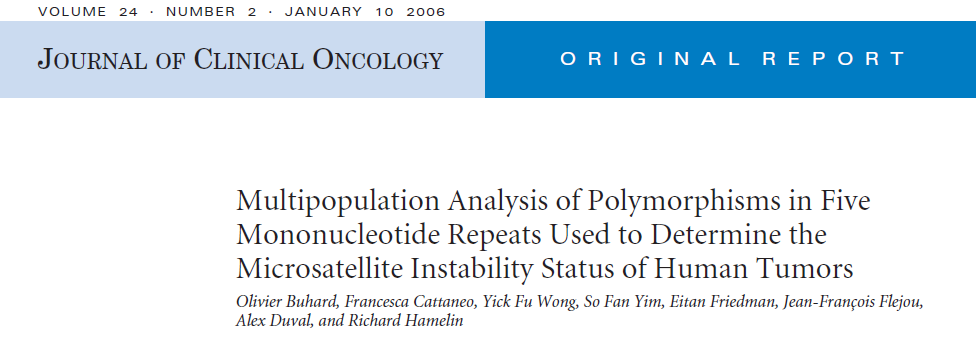 VOLUME 24 · NUMBER 2 · JANUARY 10 2006
JOURNAL OF CLINICAL ONCOLOGY
ORIGINAL REPORT
Multipopulation Analysis of Polymorphisms in Five
Mononucleotide Repeats Used to Determine the
Microsatellite Instability Status of Human Tumors
Olivier Buhard, Francesca Cattaneo, Yick Fu Wong, So Fan Yim, Eitan Friedman, Jean-François Flejou,
Alex Duval, and Richard Hamelin